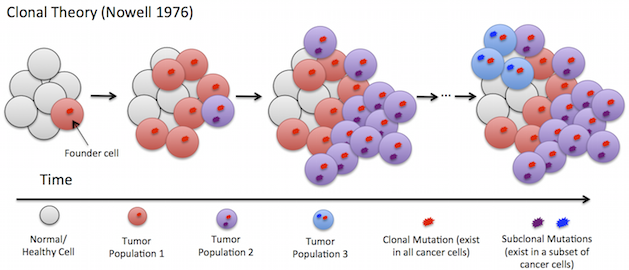 Clonal Theory (Nowell 1976)
Founder cell
...
Time
Normal/
Healthy Cell
Tumor
Population 1
Tumor
Population 2
Tumor
Population 3
Clonal Mutation (exist
in all cancer cells)
Subclonal Mutations
(exist in a subset of
cancer cells)